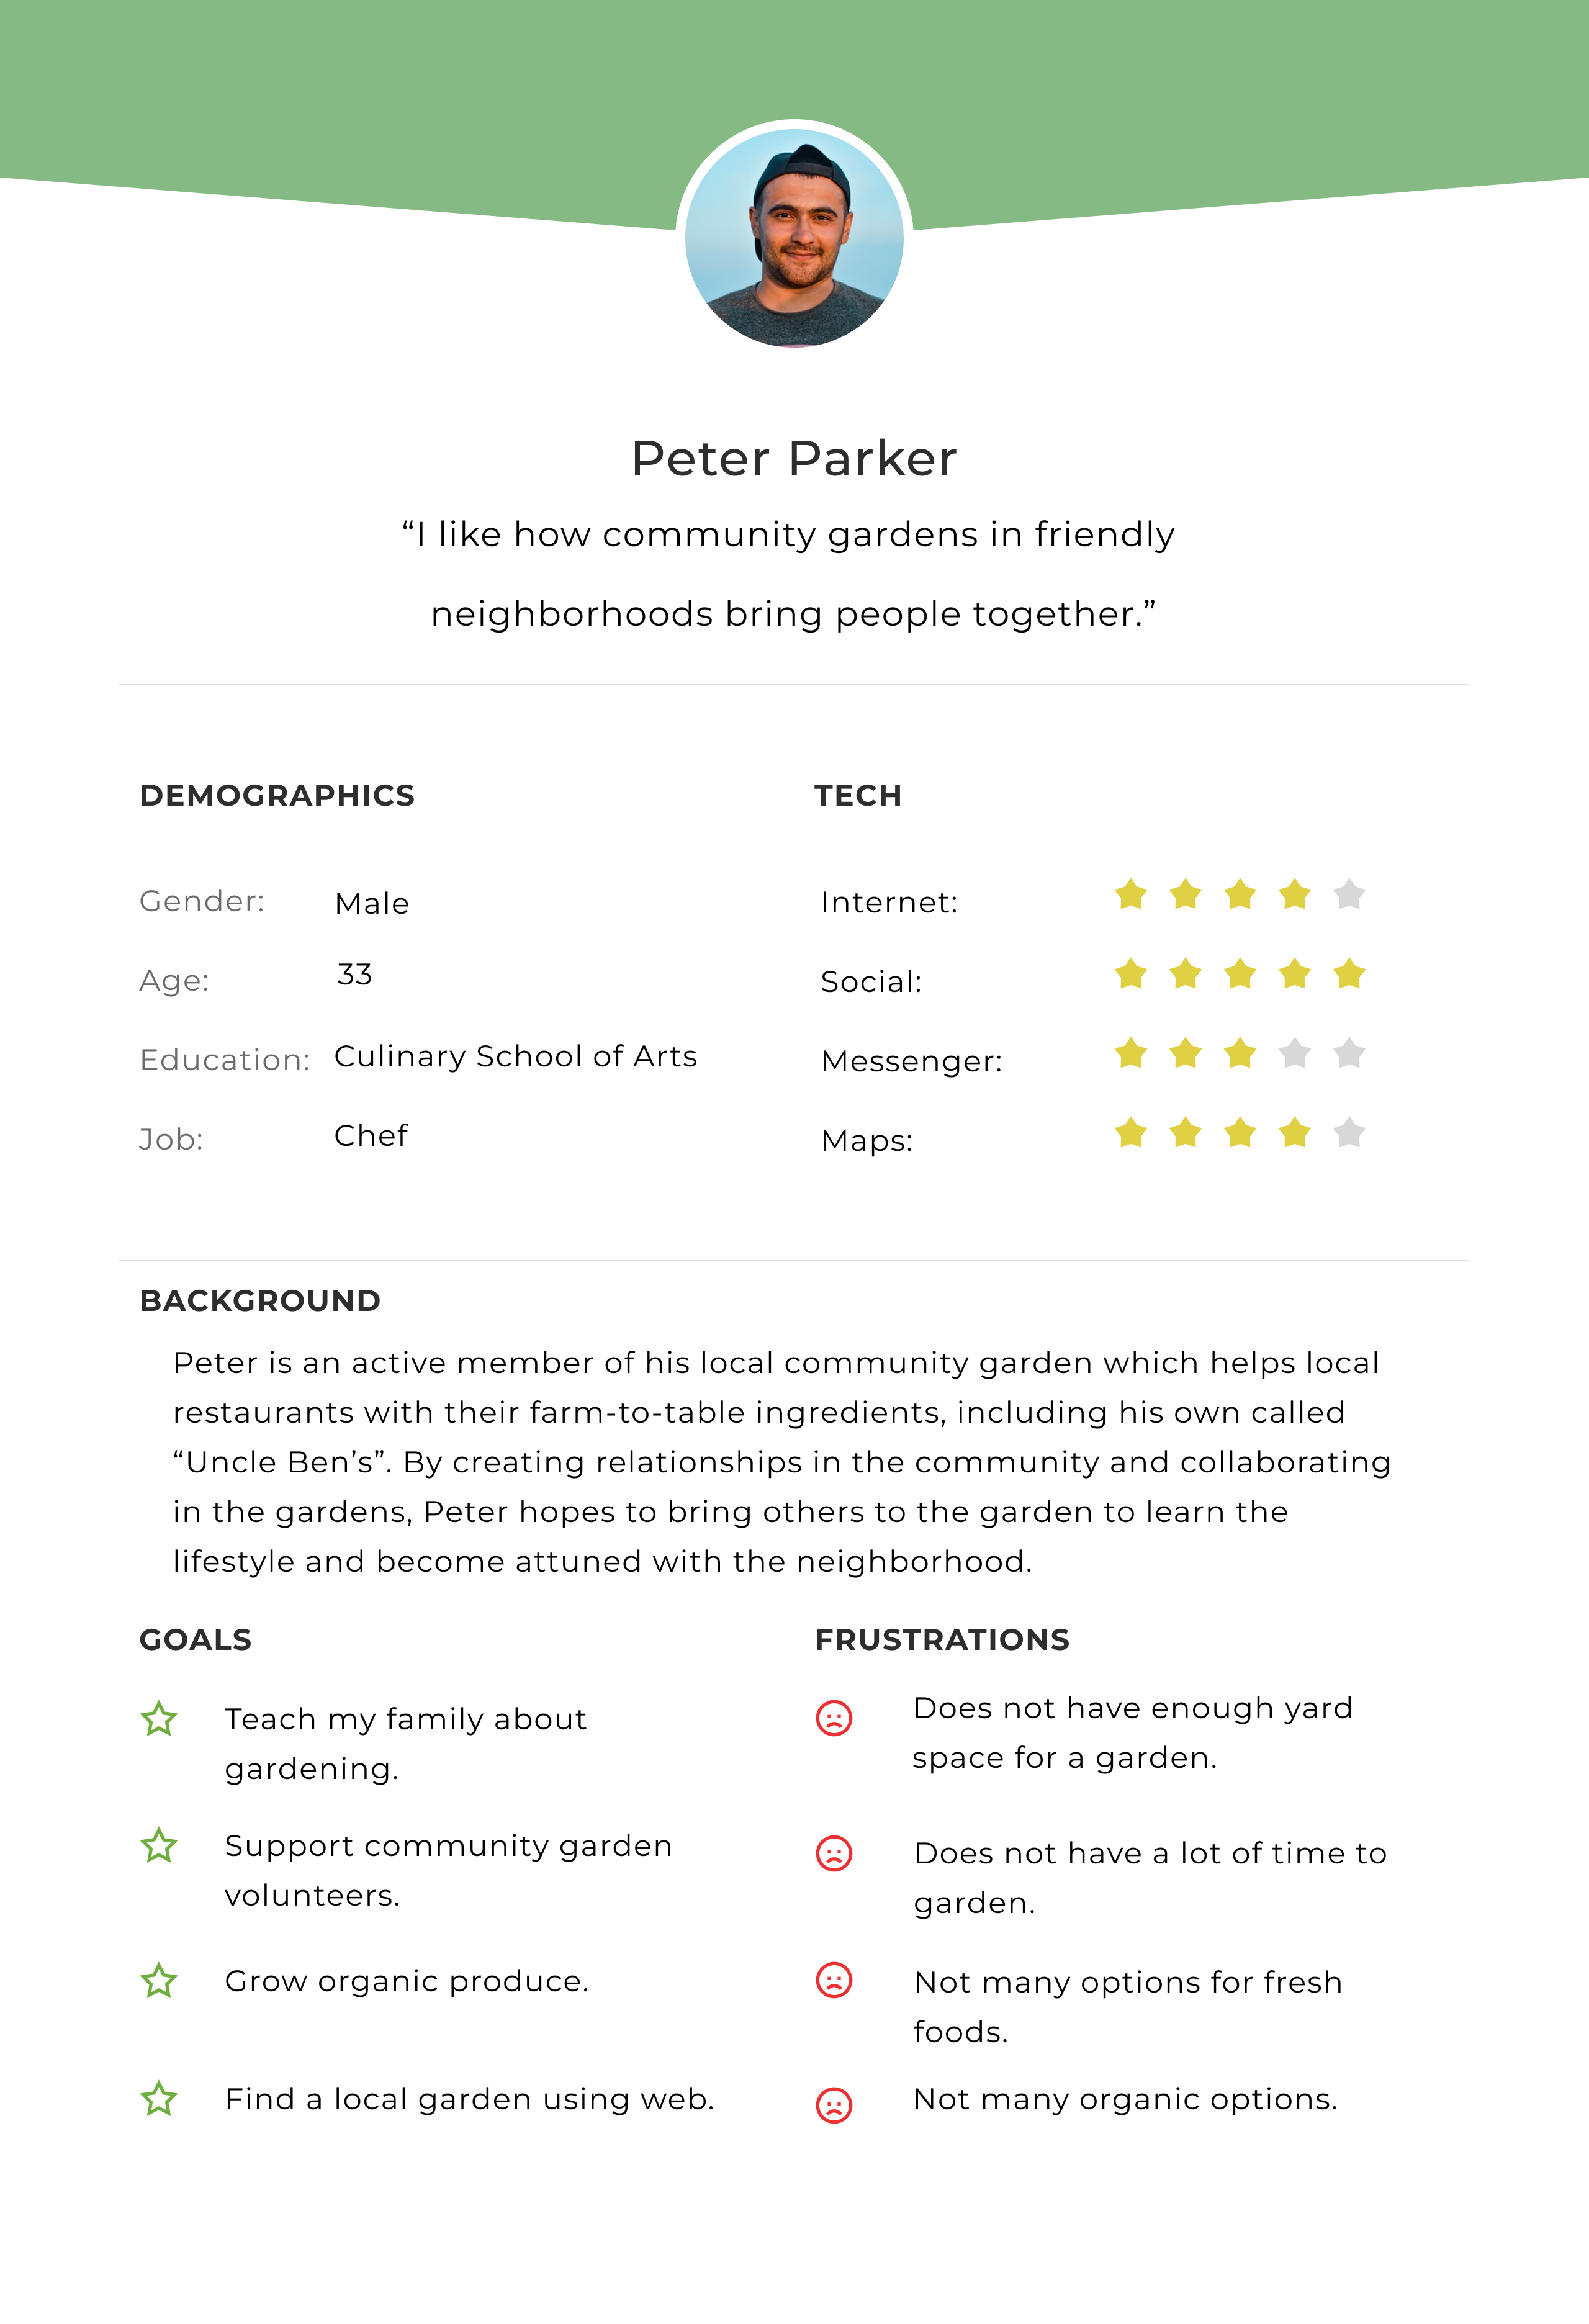 Peter Parker
“I like how community gardens in friendly
neighborhoods bring people together.”
DEMOGRAPHICS
Gender: Male
Age: 33
Education: Culinary School of Arts
Job: Chef
TECH
Internet:
Social:
Messenger:
Maps:
BACKGROUND
Peter is an active member of his local community garden which helps local
restaurants with their farm-to-table ingredients, including his own called
“Uncle Ben’s”. By creating relationships in the community and collaborating
in the gardens, Peter hopes to bring others to the garden to learn the
lifestyle and become attuned with the neighborhood.
GOALS
Teach my family about
gardening.
Support community garden
volunteers.
Grow organic produce.
Find a local garden using web.
FRUSTRATIONS
Does not have enough yard
space for a garden.
Does not have a lot of time to
garden.
Not many options for fresh
foods.
Not many organic options.